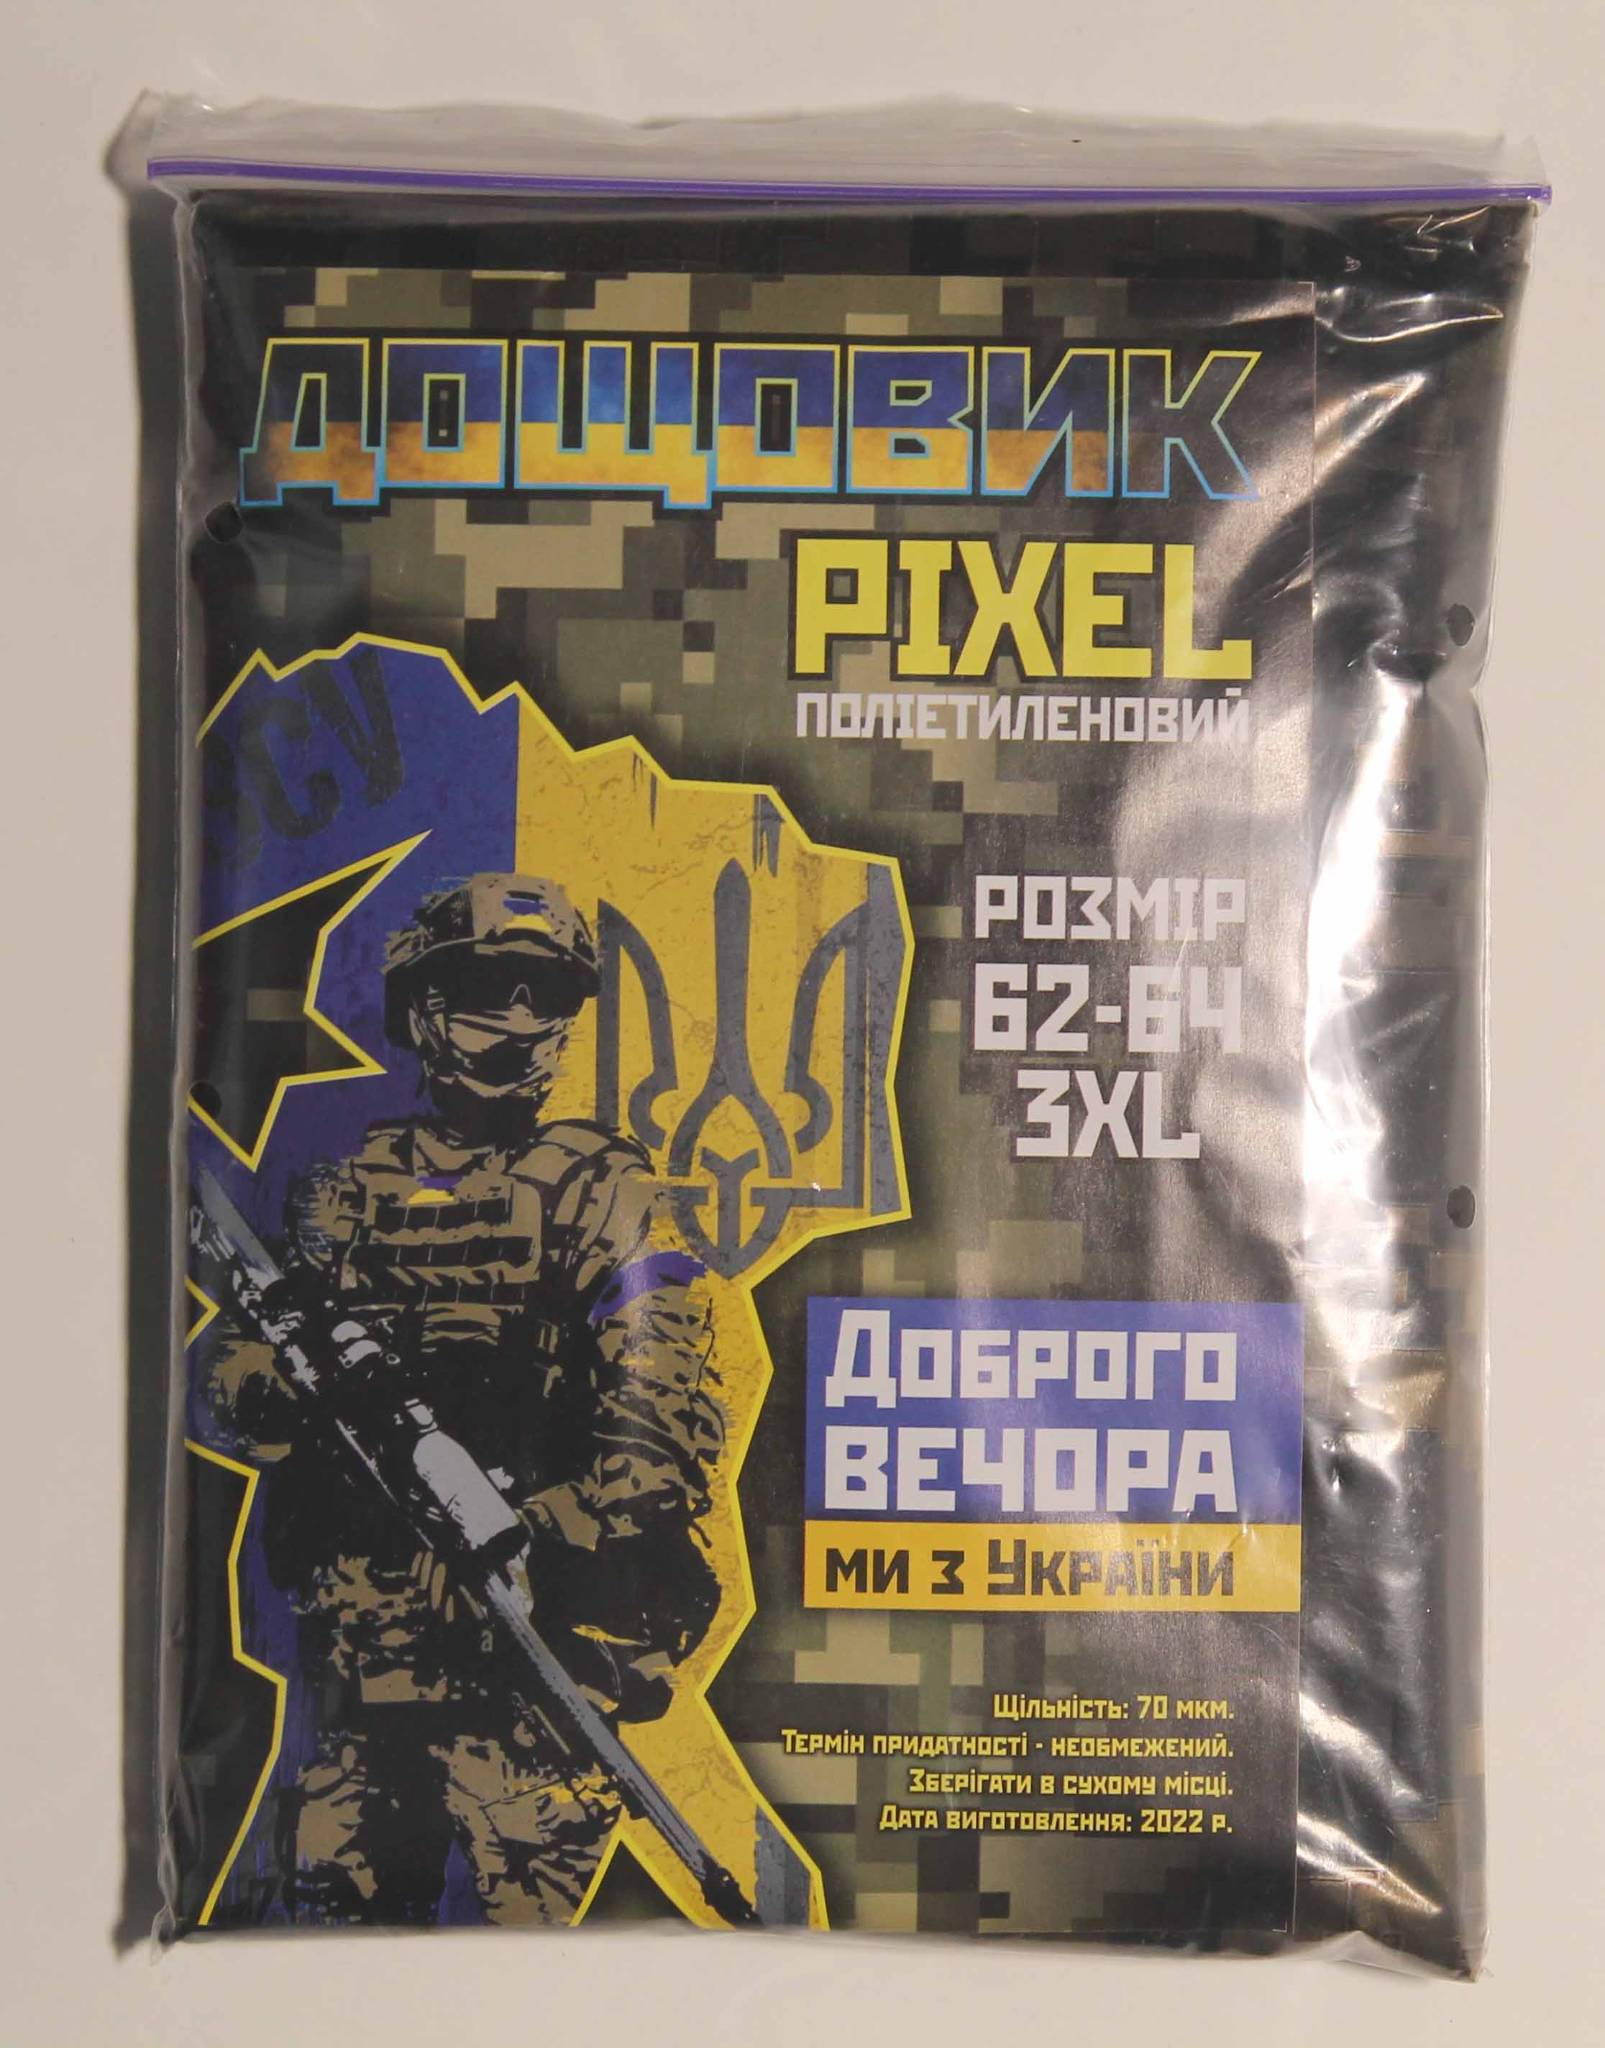 ДОЩОВИК
PIXEL
ПОЛІЕТИЛЕНОВИЙ
ЗСУ
РОЗМІР
62-64
3XL
ДОБРОГО
ВЕЧОРА
МИ З УКРАЇНИ
ЩІЛЬНІСТЬ: 70 МКМ.
ТЕРМІН ПРИДАТНОСТІ - НЕОБМЕЖЕНИЙ.
ЗБЕРІГАТИ В СУХОМУ МІСЦІ.
ДАТА ВИГОТОВЛЕННЯ: 2022 Р.